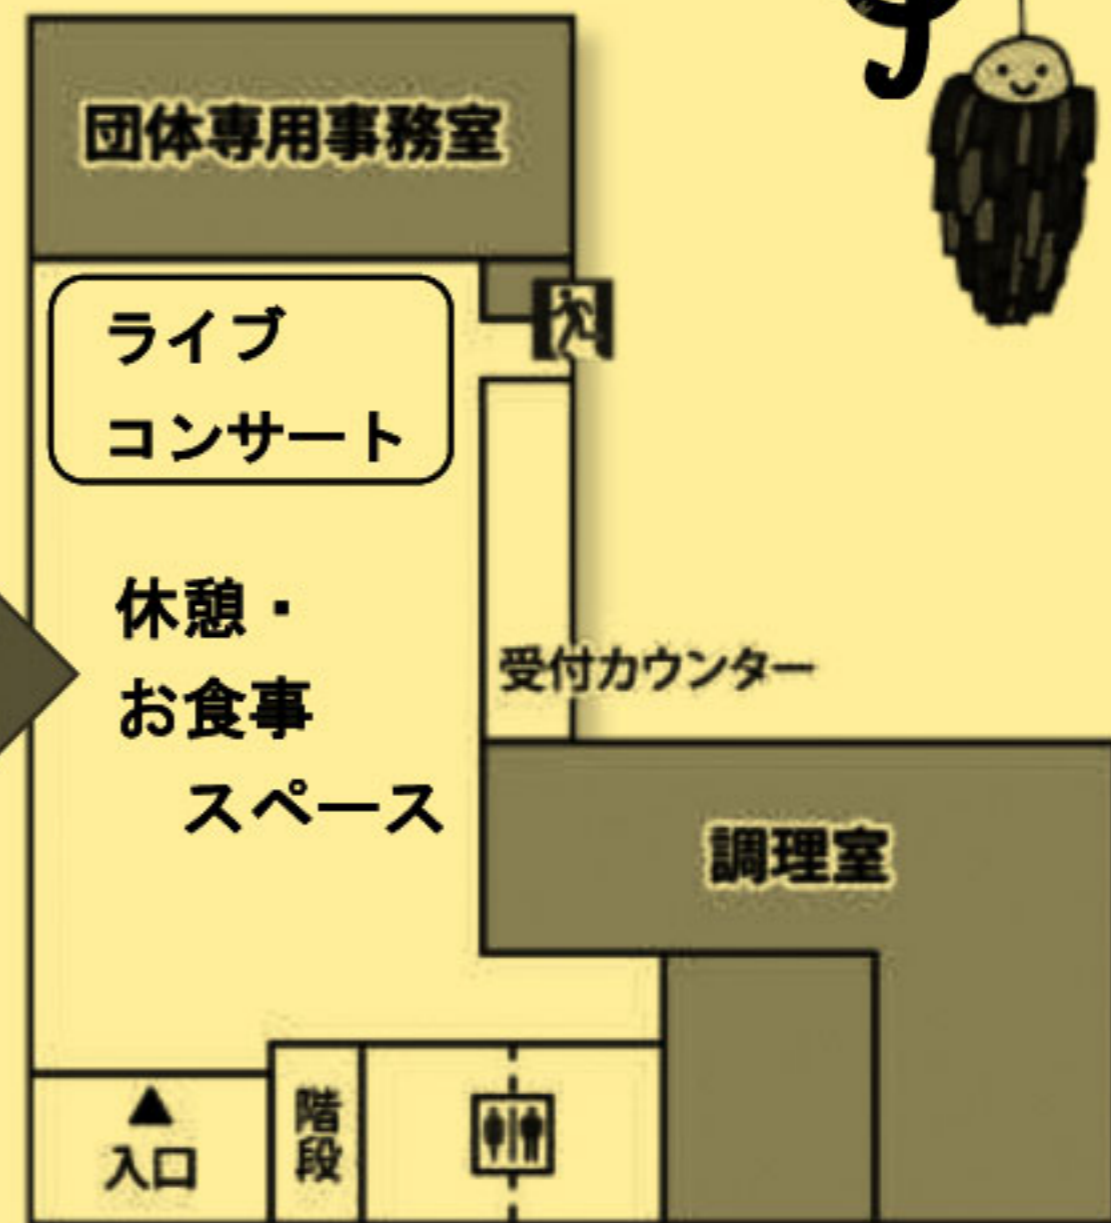 団体専用事務室
ライブ
コンサート
休憩・
お食事
スペース
受付カウンター
調理室
▲
入口
階段